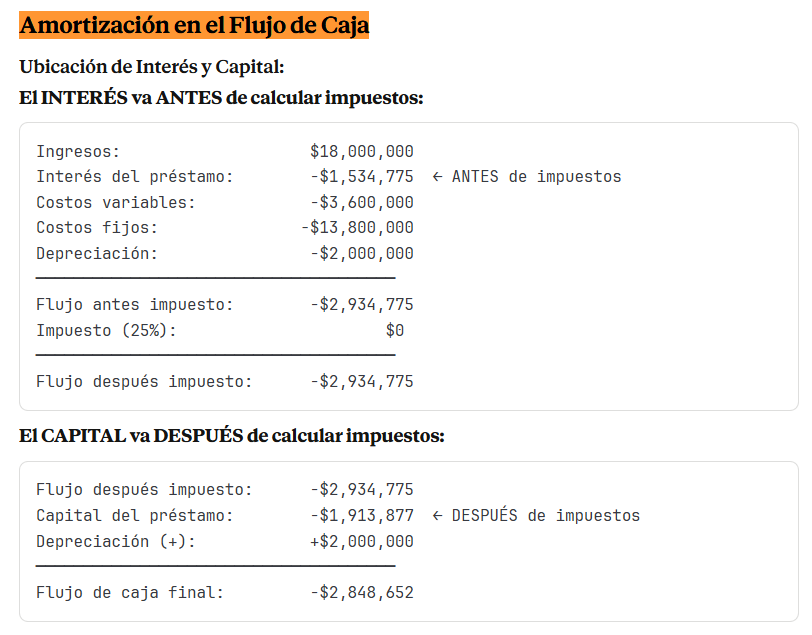 Amortización en el Flujo de Caja
Ubicación de Interés y Capital:
El INTERÉS va ANTES de calcular impuestos:
Ingresos: $18,000,000
Interés del préstamo: -$1,534,775 ← ANTES de impuestos
Costos variables: -$3,600,000
Costos fijos: -$13,800,000
Depreciación: -$2,000,000
Flujo antes impuesto: -$2,934,775
Impuesto (25%): $0
Flujo después impuesto: -$2,934,775
El CAPITAL va DESPUÉS de calcular impuestos:
Flujo después impuesto: -$2,934,775
Capital del préstamo: -$1,913,877 ← DESPUÉS de impuestos
Depreciación (+): +$2,000,000
Flujo de caja final: -$2,848,652